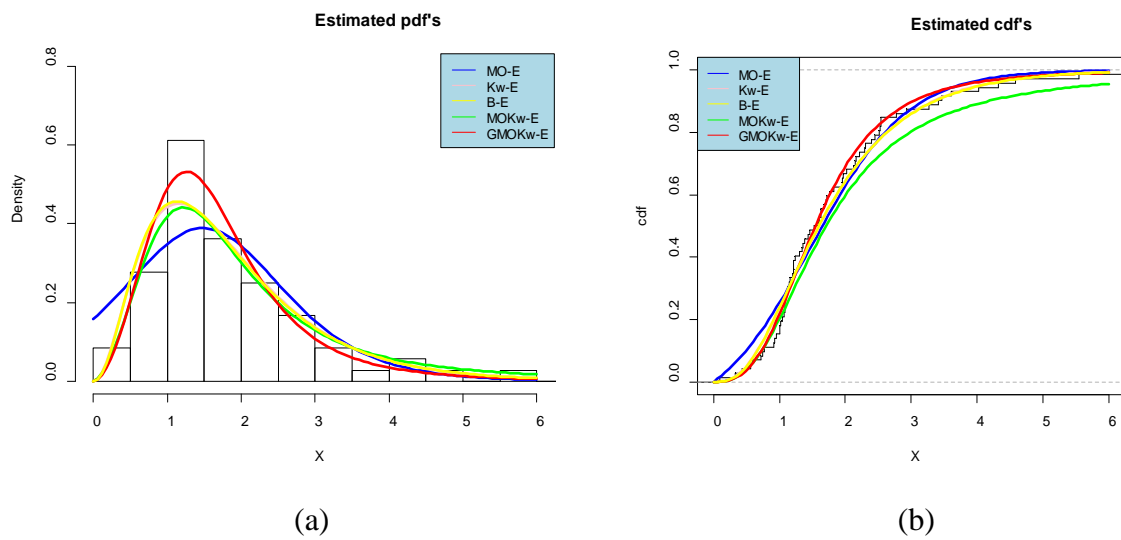 Estimated pdf's
0.8
0.6
0.4
0.2
0.0
Density
MO-E
Kw-E
B-E
MOKw-E
GMOKw-E
0 1 2 3 4 5 6
X
(a)
Estimated cdf's
1.0
0.8
0.6
0.4
0.2
0.0
cdf
MO-E
Kw-E
B-E
MOKw-E
GMOKw-E
0 1 2 3 4 5 6
X
(b)